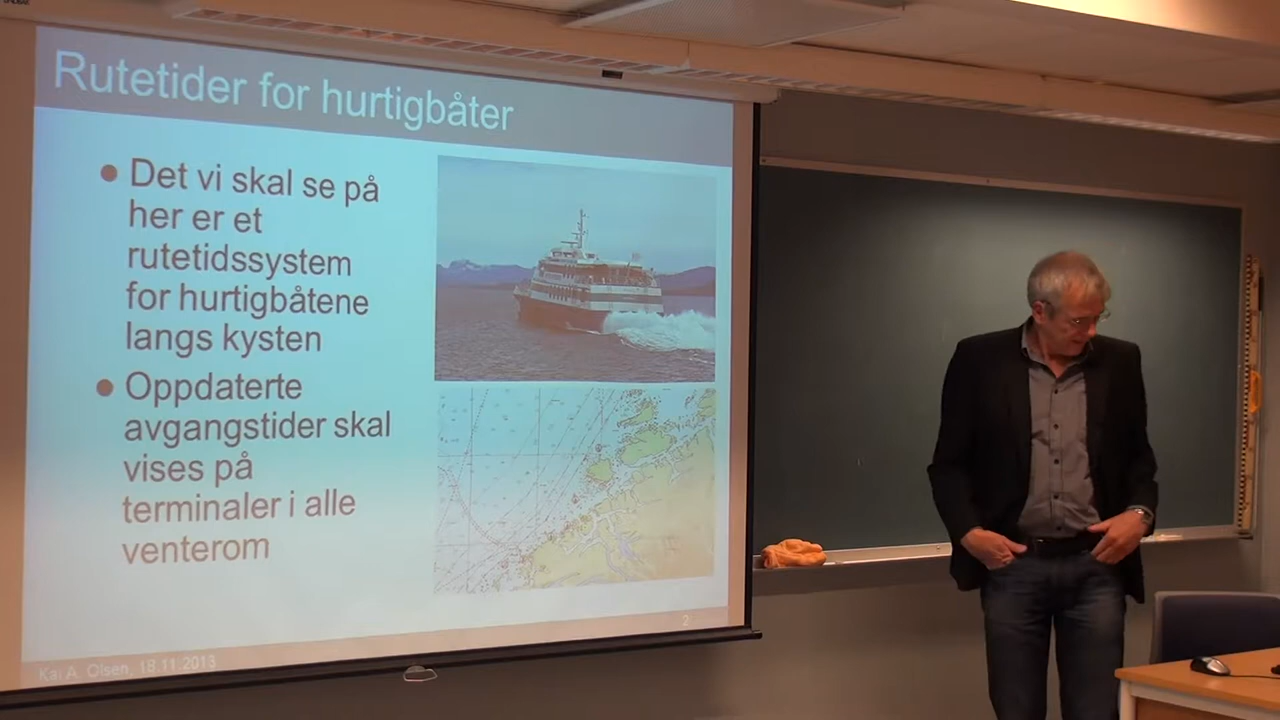 Rutetider for hurtigbåter
● Det vi skal se på
her er et
rutetidssystem
for hurtigbåtene
langs kysten
● Oppdaterte
avgangstider skal
vises på
terminaler i alle
venterom
2
Kai A. Olsen, 18.11.2013